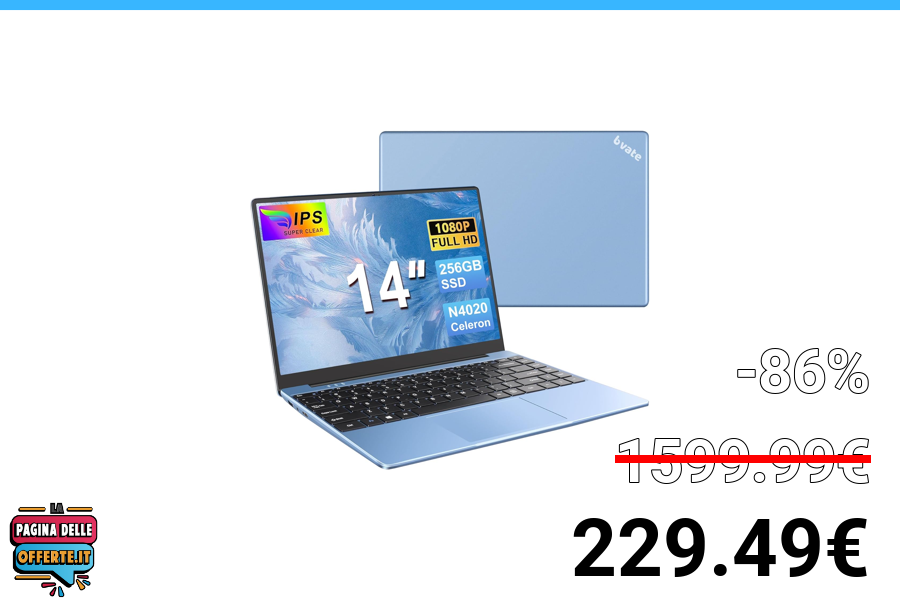 bvate
IPS
SUPER CLEAR
1080P
FULL HD
14"
256GB
SSD
N4020
Celeron
-86%
1599.99€
229.49€
LA
PAGINA DELLE
OFFERTE.IT